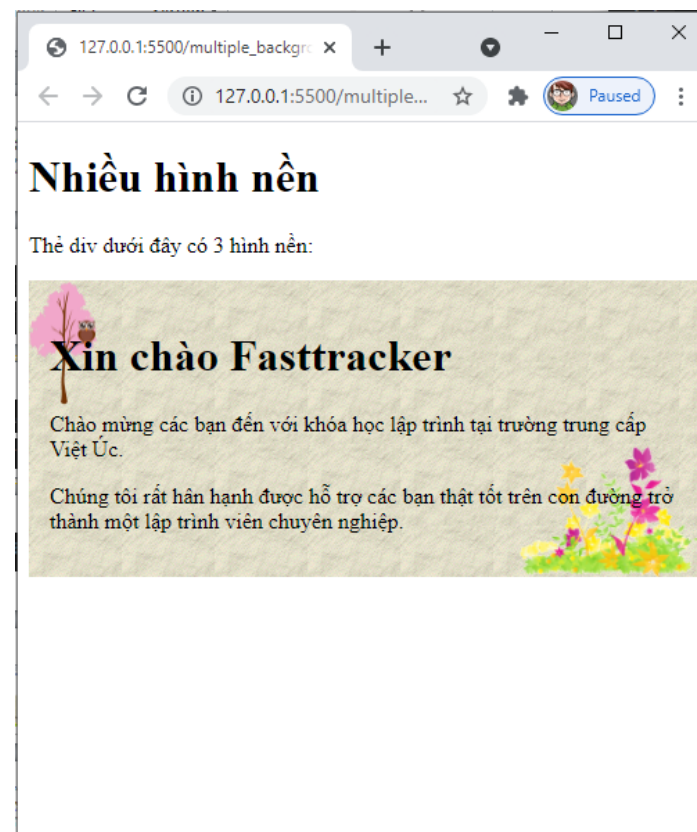 127.0.0.1:5500/multiple_backgro
127.0.0.1:5500/multiple...
Paused
Nhiều hình nền
Thẻ div dưới đây có 3 hình nền:
Xin chào Fasttracker
Chào mừng các bạn đến với khóa học lập trình tại trường trung cấp
Việt Úc.
Chúng tôi rất hân hạnh được hỗ trợ các bạn thật tốt trên con đường trở
thành một lập trình viên chuyên nghiệp.